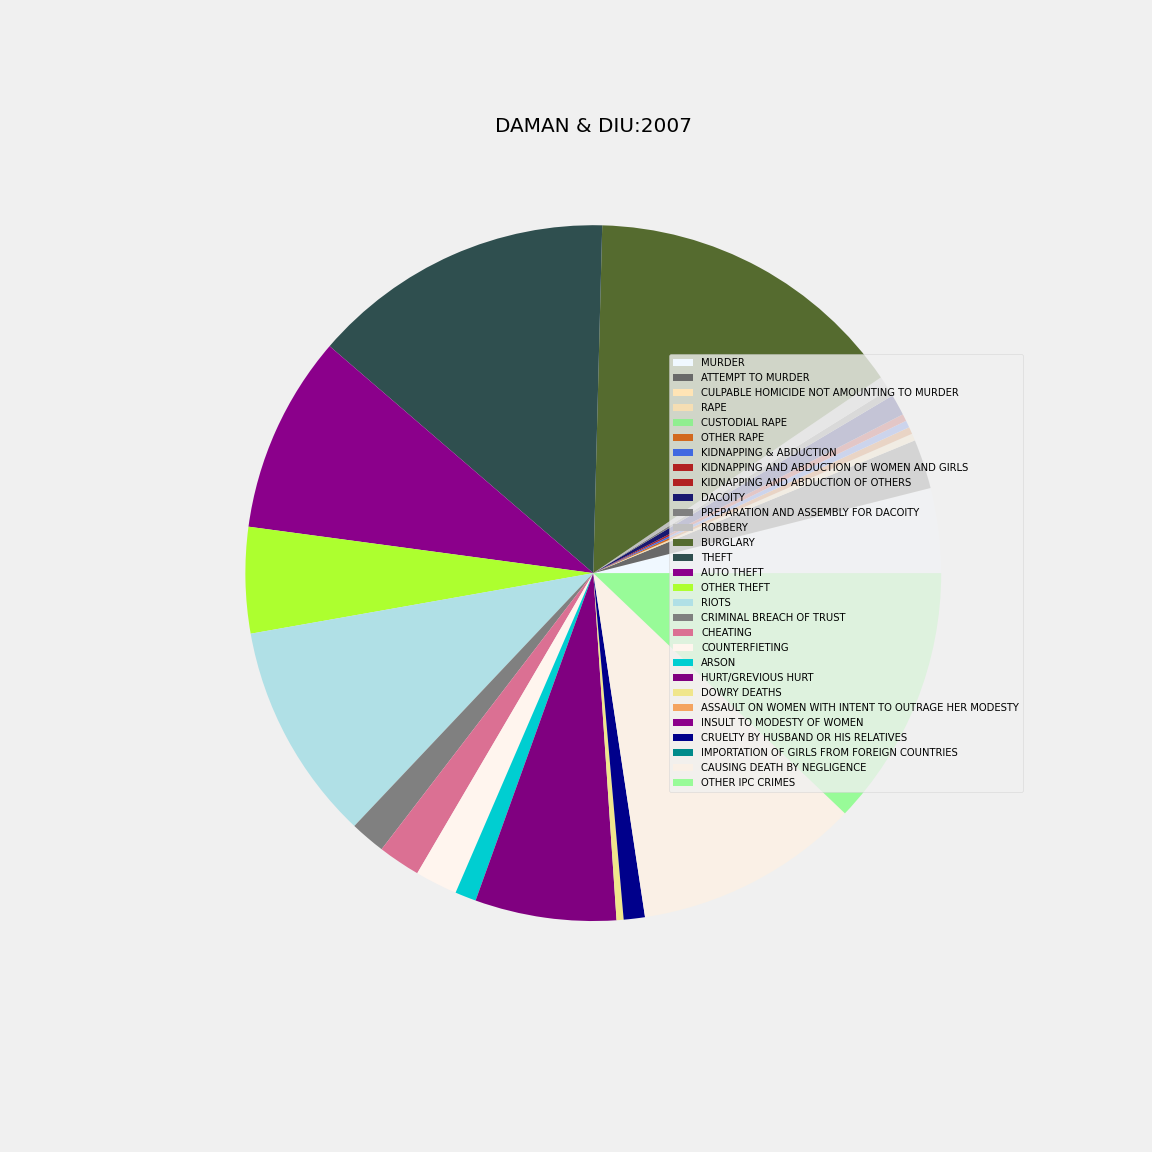 DAMAN & DIU:2007
MURDER
ATTEMPT TO MURDER
CULPABLE HOMICIDE NOT AMOUNTING TO MURDER
RAPE
CUSTODIAL RAPE
OTHER RAPE
KIDNAPPING & ABDUCTION
KIDNAPPING AND ABDUCTION OF WOMEN AND GIRLS
KIDNAPPING AND ABDUCTION OF OTHERS
DACOITY
PREPARATION AND ASSEMBLY FOR DACOITY
ROBBERY
BURGLARY
THEFT
AUTO THEFT
OTHER THEFT
RIOTS
CRIMINAL BREACH OF TRUST
CHEATING
COUNTERFIETING
ARSON
HURT/GREVIOUS HURT
DOWRY DEATHS
ASSAULT ON WOMEN WITH INTENT TO OUTRAGE HER MODESTY
INSULT TO MODESTY OF WOMEN
CRUELTY BY HUSBAND OR HIS RELATIVES
IMPORTATION OF GIRLS FROM FOREIGN COUNTRIES
CAUSING DEATH BY NEGLIGENCE
OTHER IPC CRIMES